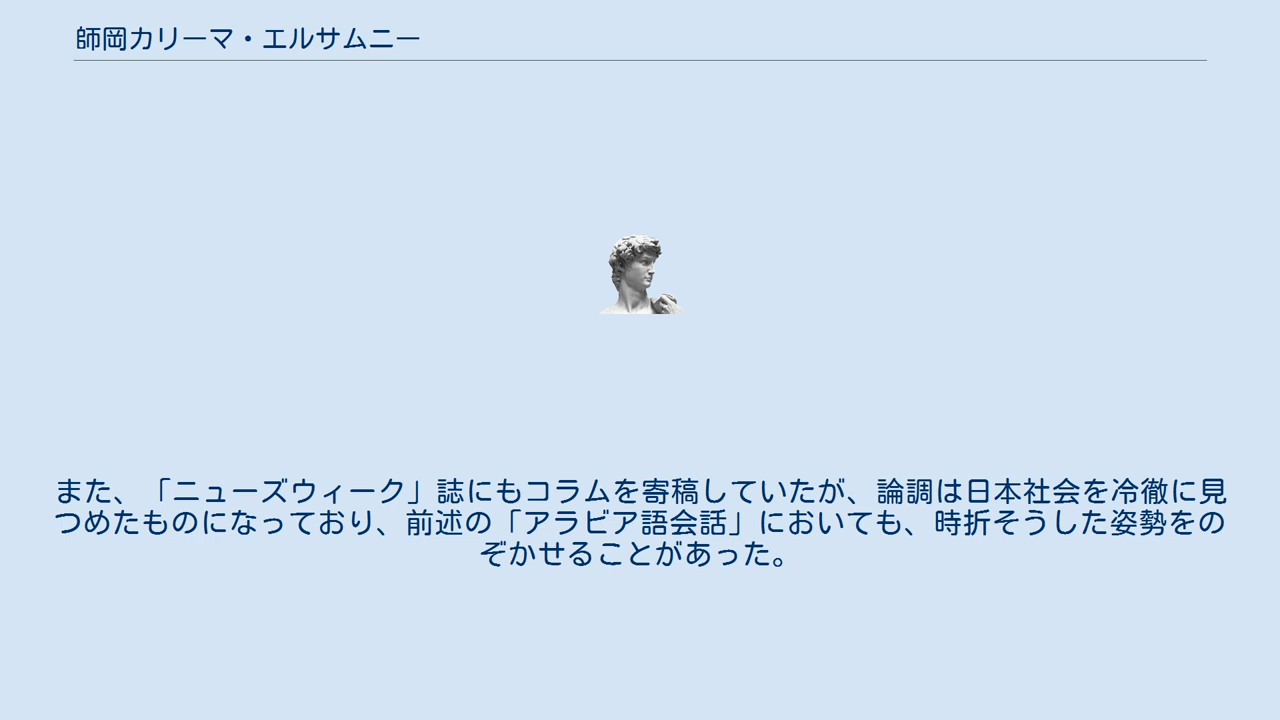 師岡カリーマ・エルサムニー
また、「ニューズウィーク」誌にもコラムを寄稿していたが、論調は日本社会を冷徹に見
つめたものになっており、前述の「アラビア語会話」においても、時折そうした姿勢をの
ぞかせることがあった。